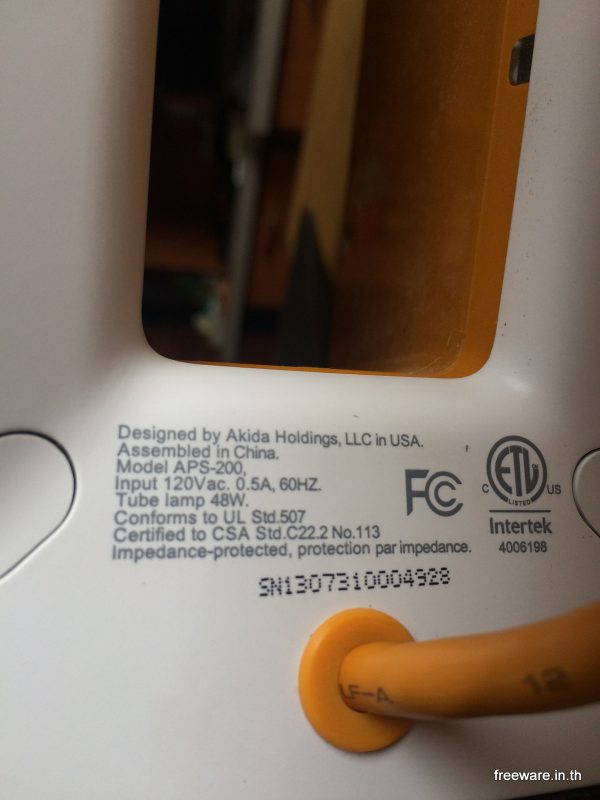 Designed by Akida Holdings, LLC in USA.
Assembled in China.
Model APS-200,
Input 120Vac. 0.5A, 60HZ.
Tube lamp 48W.
Conforms to UL Std.507
Certified to CSA Std.C22.2 No.113
Impedance-protected, protection par impedance.
FC
C ETL US
LISTED
Intertek
4006198
SN1307310004928
LF-A 12
freeware.in.th